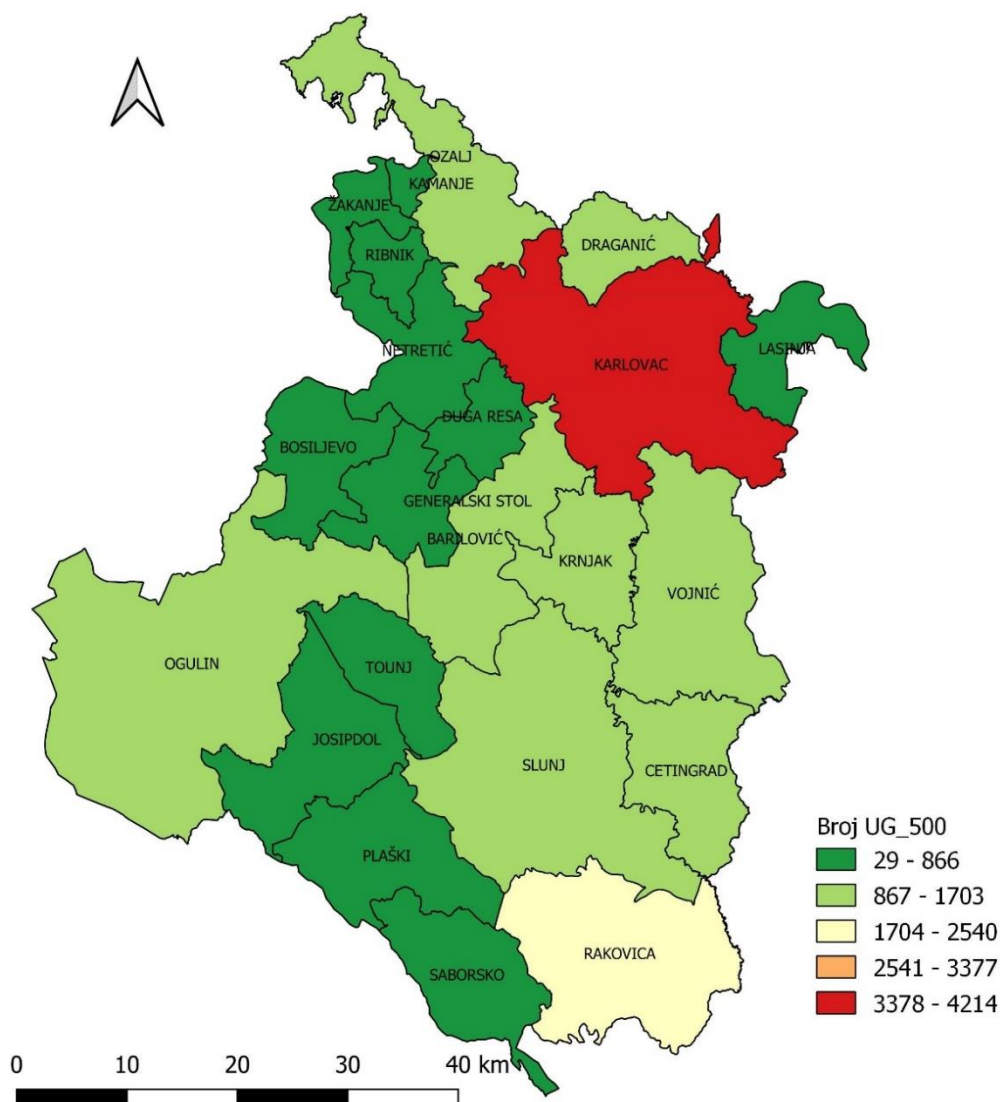 OZALJ
KAMANJE
ŽAKANJE
DRAGANIĆ
RIBNIK
NETRETIĆ
LASINJA
KARLOVAC
DUGA RESA
BOSILJEVO
GENERALSKI STOL
BARILOVIĆ
KRNJAK
VOJNIĆ
OGULIN
TOUNJ
JOSIPDOL
SLUNJ
CETINGRAD
PLAŠKI
RAKOVICA
SABORSKO
Broj UG_500
29 - 866
867 - 1703
1704 - 2540
2541 - 3377
3378 - 4214
0 10 20 30 40 km